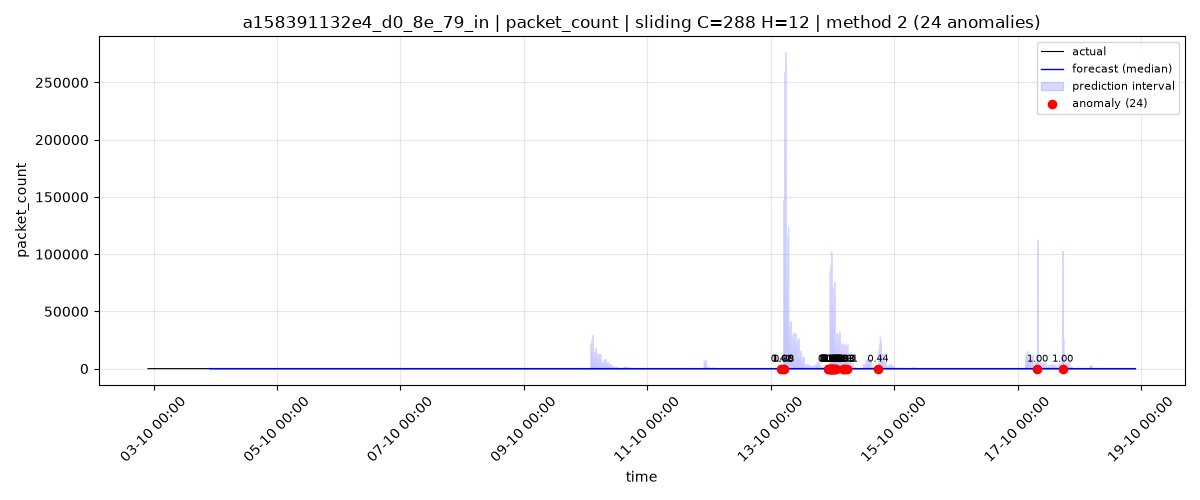 a158391132e4_d0_8e_79_in | packet_count | sliding C=288 H=12 | method 2 (24 anomalies)
actual
forecast (median)
prediction interval
anomaly (24)
packet_count
250000
200000
150000
100000
50000
0
0.44
1.00
1.00
03-10 00:00
05-10 00:00
07-10 00:00
09-10 00:00
11-10 00:00
13-10 00:00
15-10 00:00
17-10 00:00
19-10 00:00
time